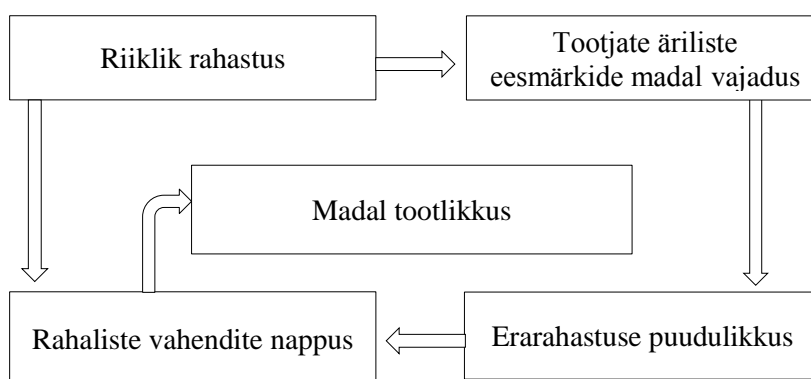 Riiklik rahastus
Tootjate äriliste
eesmärkide madal vajadus
Madal tootlikkus
Rahaliste vahendite nappus
Erarahastuse puudulikkus